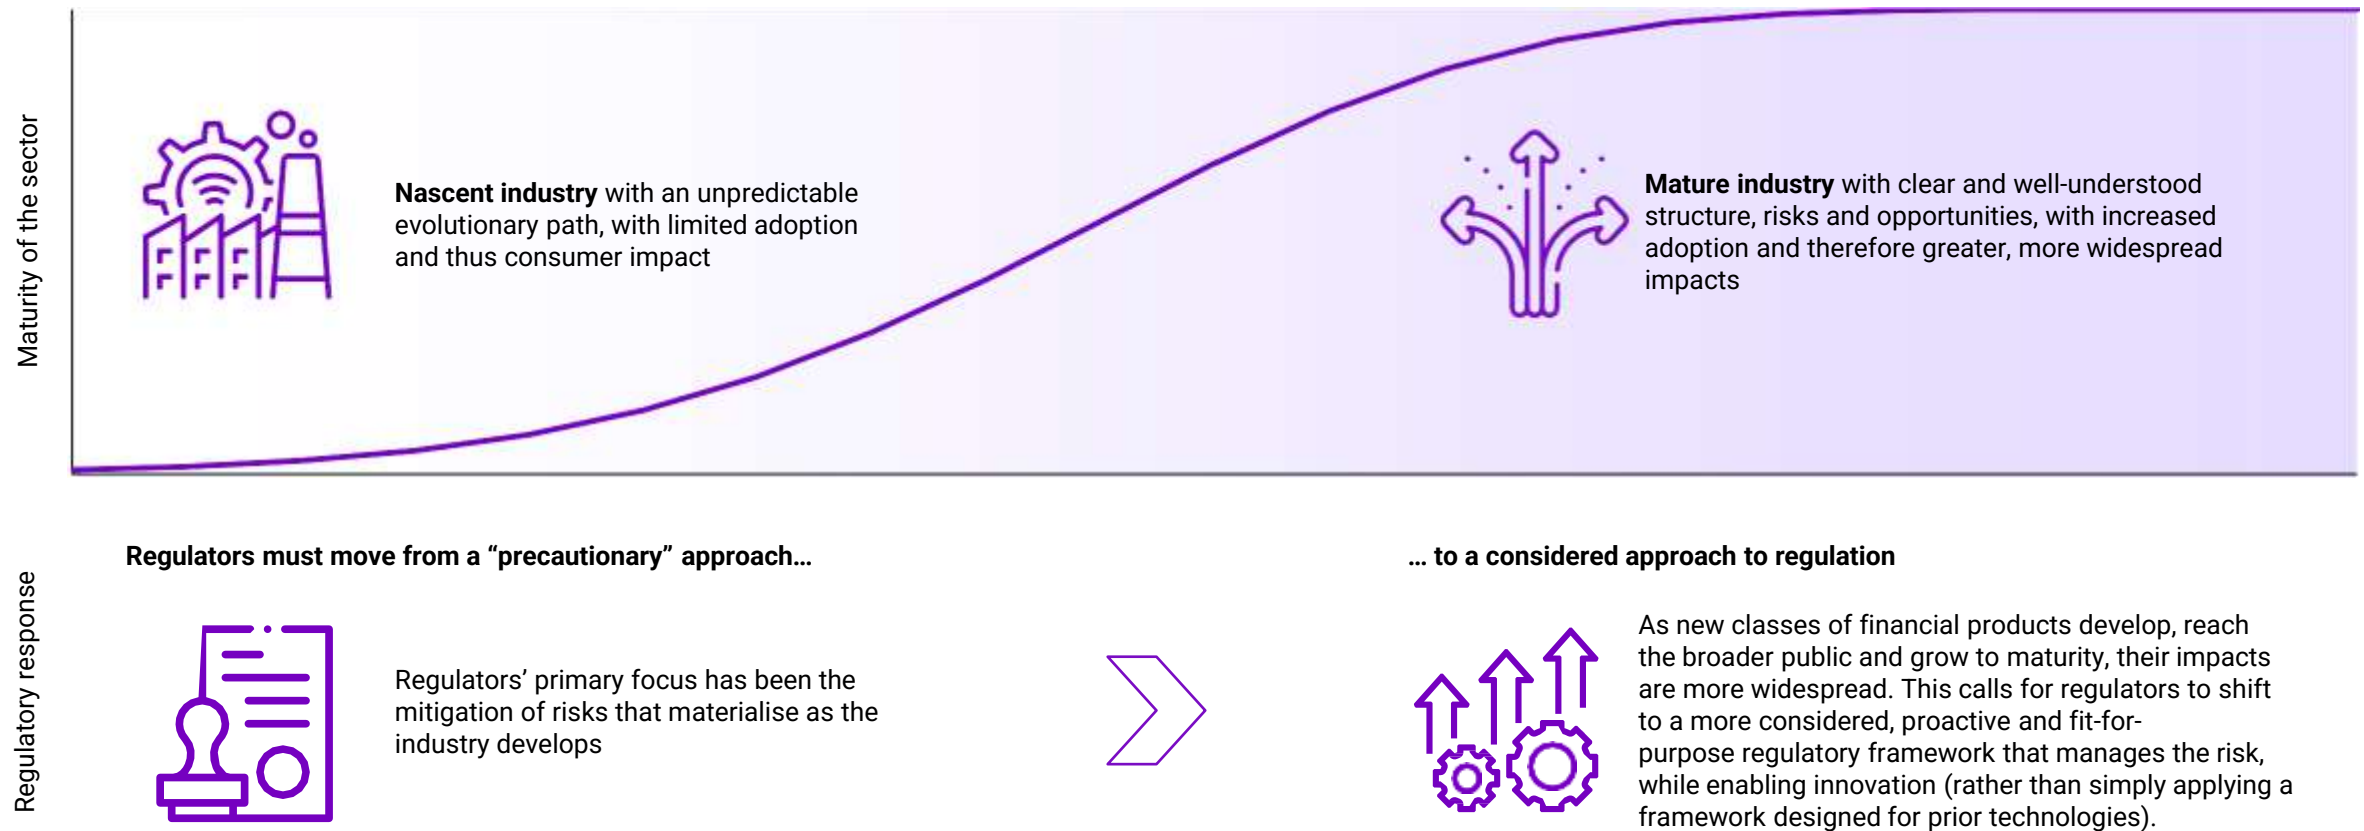 Maturity of the sector
Nascent industry with an unpredictable
evolutionary path, with limited adoption
and thus consumer impact
Mature industry with clear and well-understood
structure, risks and opportunities, with increased
adoption and therefore greater, more widespread
impacts
Regulatory response
Regulators must move from a “precautionary” approach…
Regulators’ primary focus has been the
mitigation of risks that materialise as the
industry develops
… to a considered approach to regulation
As new classes of financial products develop, reach
the broader public and grow to maturity, their impacts
are more widespread. This calls for regulators to shift
to a more considered, proactive and fit-for-
purpose regulatory framework that manages the risk,
while enabling innovation (rather than simply applying a
framework designed for prior technologies).